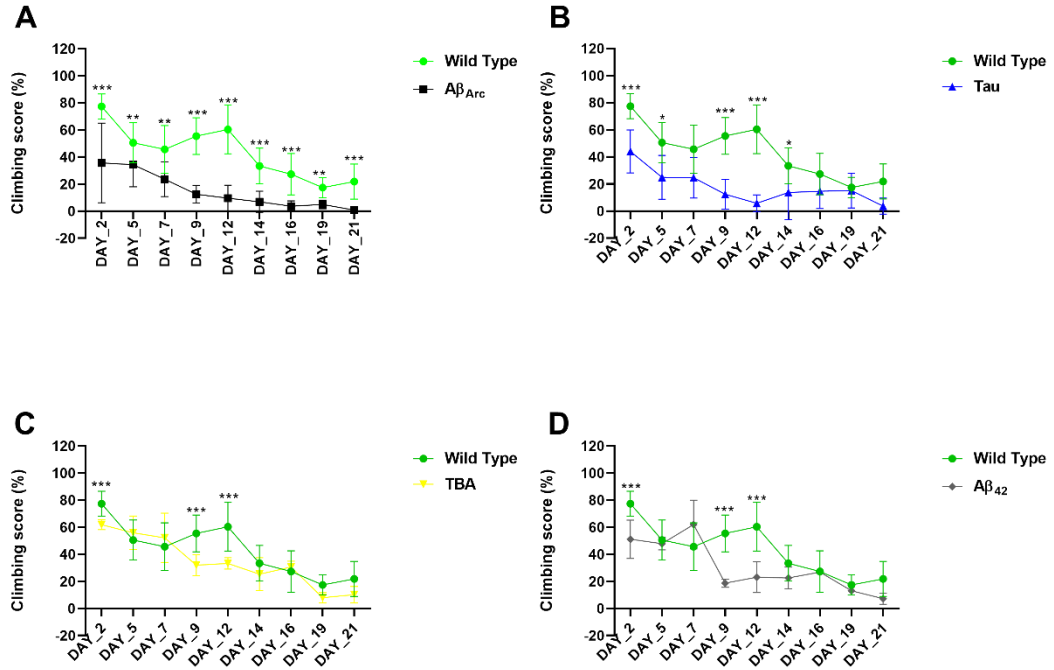 A
Climbing score (%)
120
100
80
60
40
20
0
-20
*** ** ** *** *** *** *** ** ***
DAY_2 DAY_5 DAY_7 DAY_9 DAY_12 DAY_14 DAY_16 DAY_19 DAY_21
Wild Type
AβArc
B
Climbing score (%)
120
100
80
60
40
20
0
-20
*** * *** *** *
DAY_2 DAY_5 DAY_7 DAY_9 DAY_12 DAY_14 DAY_16 DAY_19 DAY_21
Wild Type
Tau
C
Climbing score (%)
120
100
80
60
40
20
0
-20
*** *** ***
DAY_2 DAY_5 DAY_7 DAY_9 DAY_12 DAY_14 DAY_16 DAY_19 DAY_21
Wild Type
TBA
D
Climbing score (%)
120
100
80
60
40
20
0
-20
*** *** ***
DAY_2 DAY_5 DAY_7 DAY_9 DAY_12 DAY_14 DAY_16 DAY_19 DAY_21
Wild Type
Aβ42